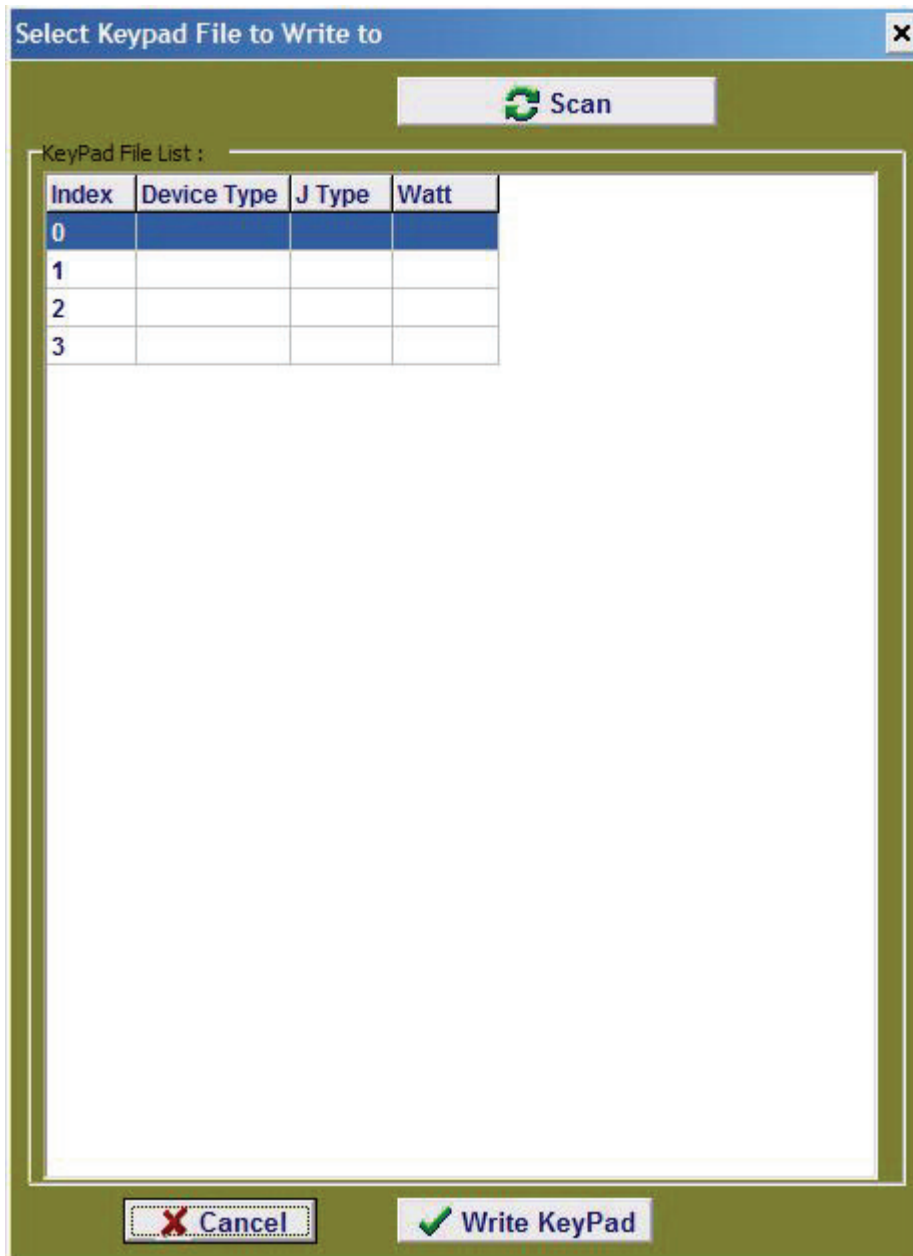 Select Keypad File to Write to
Scan
KeyPad File List :
Index Device Type J Type Watt
0
1
2
3
Cancel Write KeyPad